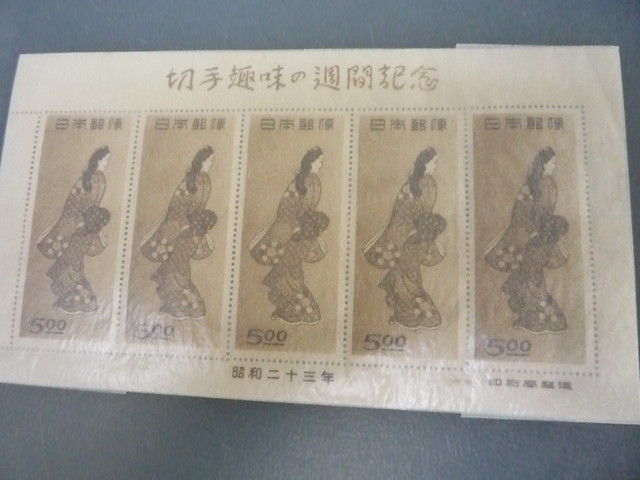 切手趣味の週間記念
日本郵便 日本郵便 日本郵便 日本郵便 日本郵便
5.00 5.00 5.00 5.00 5.00
昭和二十三年 印刷廳製造